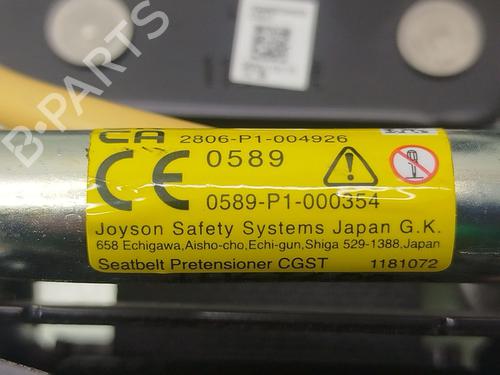 CA 2806-P1-004926
CE 0589
0589-P1-000354
Joyson Safety Systems Japan G.K.
658 Echigawa,Aisho-cho,Echi-gun,Shiga 529-1388,Japan
Seatbelt Pretensioner CGST 1181072
B-PARTS